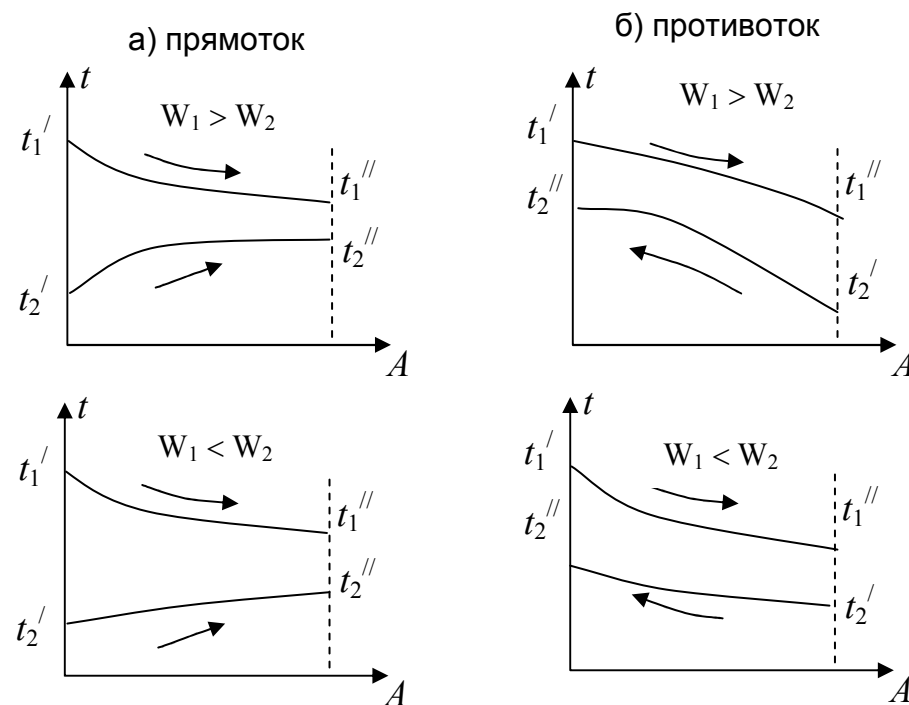 а) прямоток
t
W₁ > W₂
t₁′
t₁″
t₂″
t₂′
A
б) противоток
t
W₁ > W₂
t₁′
t₂″
t₁″
t₂′
A
t
W₁ < W₂
t₁′
t₁″
t₂″
t₂′
A
t
W₁ < W₂
t₁′
t₂″
t₁″
t₂′
A